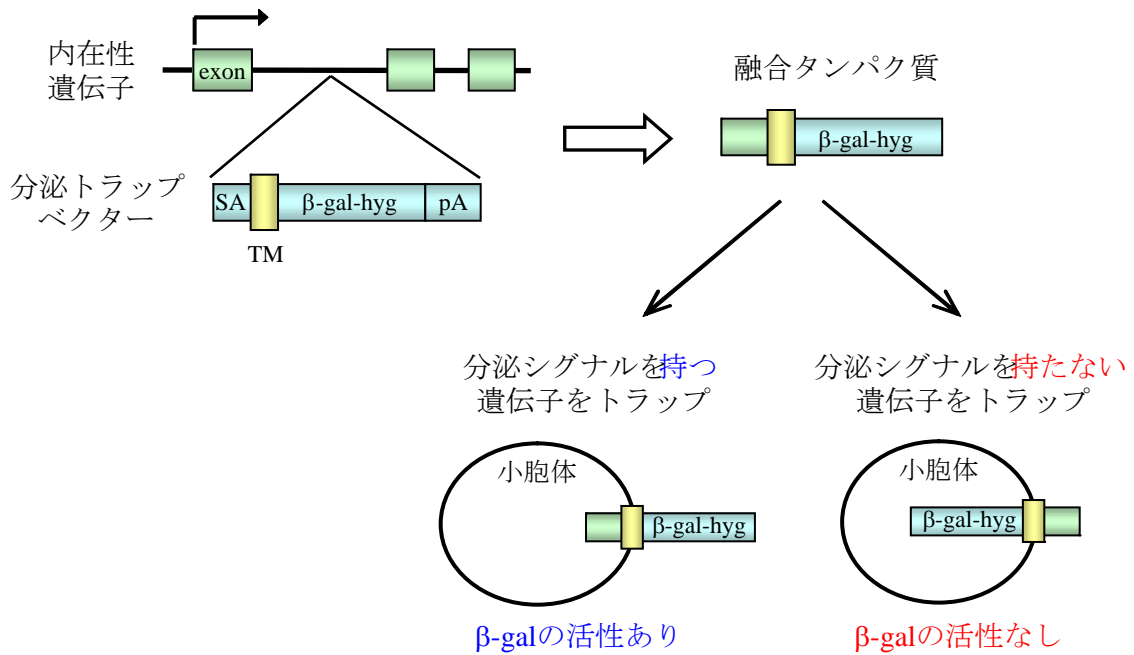 内在性
遺伝子
exon
融合タンパク質
β-gal-hyg
分泌トラップ
ベクター
SA
β-gal-hyg
pA
TM
分泌シグナルを持つ
遺伝子をトラップ
分泌シグナルを持たない
遺伝子をトラップ
小胞体
β-gal-hyg
小胞体
β-gal-hyg
β-galの活性あり
β-galの活性なし